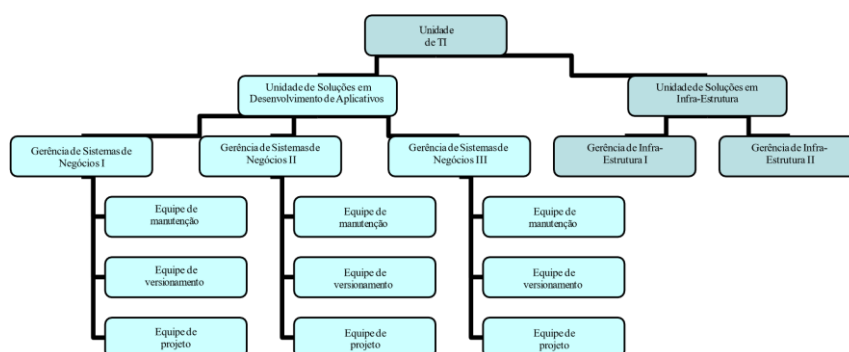 Unidade
de TI
Unidade de Soluções em
Desenvolvimento de Aplicativos
Unidade de Soluções em
Infra-Estrutura
Gerência de Sistemas de
Negócios I
Gerência de Sistemas de
Negócios II
Gerência de Sistemas de
Negócios III
Gerência de Infra-
Estrutura I
Gerência de Infra-
Estrutura II
Equipe de
manutenção
Equipe de
manutenção
Equipe de
manutenção
Equipe de
versionamento
Equipe de
versionamento
Equipe de
versionamento
Equipe de
projeto
Equipe de
projeto
Equipe de
projeto